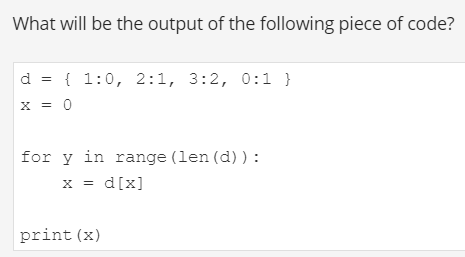 What will be the output of the following piece of code?
d = { 1:0, 2:1, 3:2, 0:1 }
x = 0
for y in range(len(d)):
    x = d[x]
print(x)